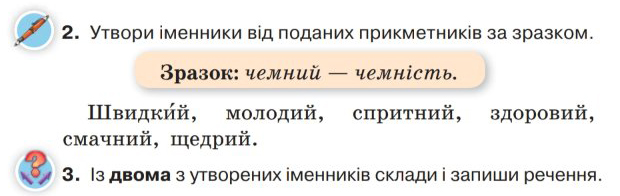 2. Утвори іменники від поданих прикметників за зразком.
Зразок: чемний — чемність.
Швидки́й, молодий, спритний, здоровий,
смачний, щедрий.
3. Із двома з утворених іменників склади і запиши речення.